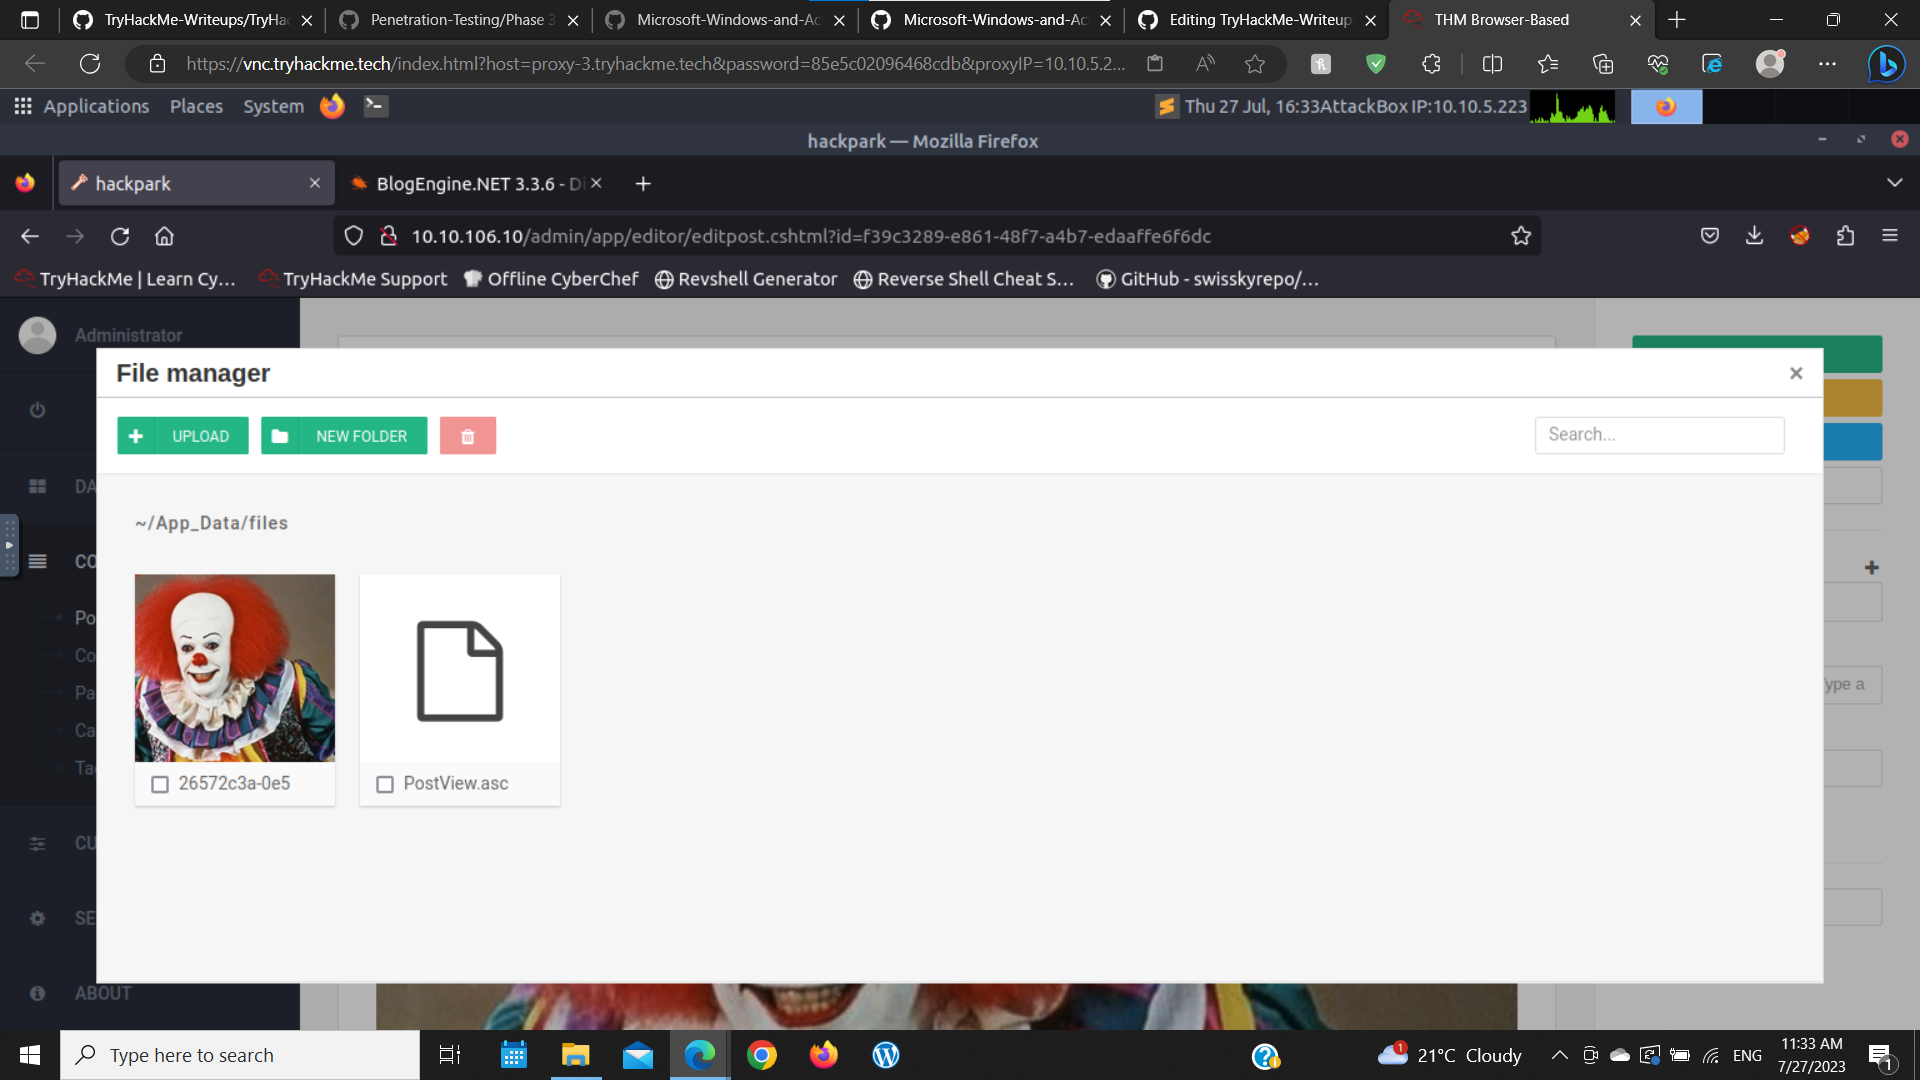 TryHackMe-Writeups/TryHa
Penetration-Testing/Phase 3
Microsoft-Windows-and-Ac
Microsoft-Windows-and-Ac
Editing TryHackMe-Writeup
THM Browser-Based
https://vnc.tryhackme.tech/index.html?host=proxy-3.tryhackme.tech&password=85e5c02096468cdb&proxyIP=10.10.5.2...
Applications Places System
Thu 27 Jul, 16:33 AttackBox IP:10.10.5.223
hackpark — Mozilla Firefox
hackpark
BlogEngine.NET 3.3.6 - Di
10.10.106.10/admin/app/editor/editpost.cshtml?id=f39c3289-e861-48f7-a4b7-edaaffe6f6dc
TryHackMe | Learn Cy... TryHackMe Support Offline CyberChef Revshell Generator Reverse Shell Cheat S... GitHub - swisskyrepo/...
Administrator
File manager
UPLOAD
NEW FOLDER
Search...
DA
~/App_Data/files
CO
Po
Co
Pa
Type a
Ca
Ta
26572c3a-0e5
PostView.asc
CU
SE
ABOUT
Type here to search
1
21°C Cloudy
ENG
11:33 AM
7/27/2023
1